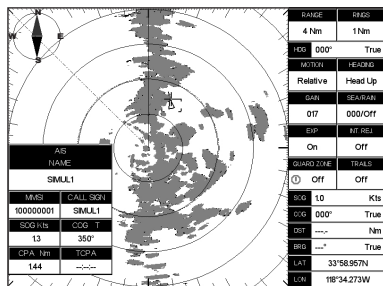 N
W E
S
AIS
NAME
SIMUL1
MMSI CALL SIGN
100000001 SIMUL1
SOG Kts COG T
1.3 350°
CPA Nm TCPA
1.44 --:--:--
RANGE RINGS
4 Nm 1 Nm
HDG 000° True
MOTION HEADING
Relative Head Up
GAIN SEA/RAIN
017 000/Off
EXP INT REJ.
On Off
GUARD ZONE TRAILS
Off Off
SOG 1.0 Kts
COG 000° True
DST ---.- Nm
BRG ---° True
LAT 33°58.957N
LON 118°34.273W